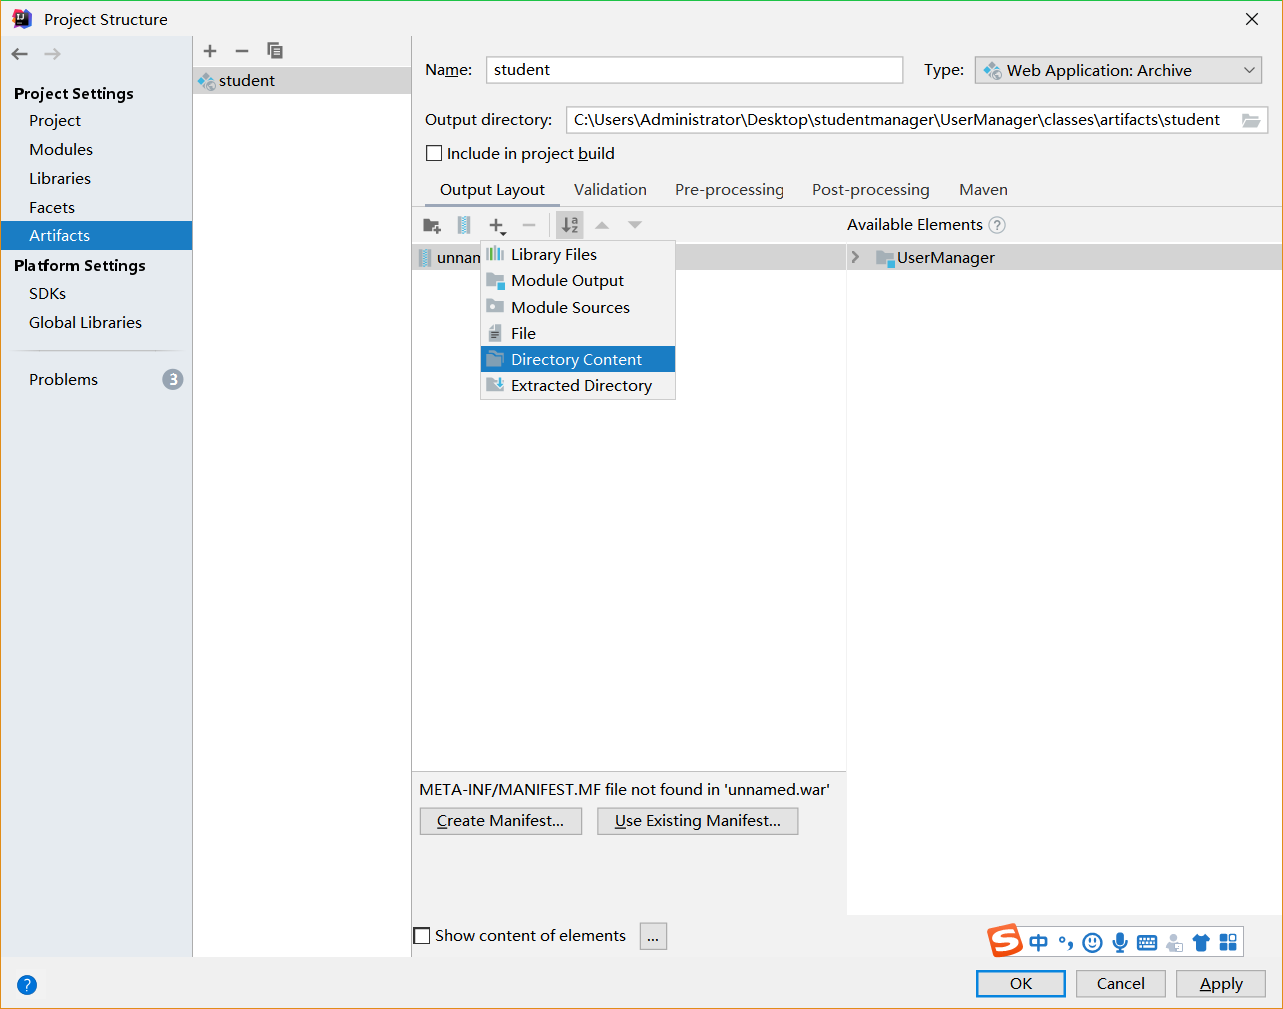 Project Structure
Project Settings
Project
Modules
Libraries
Facets
Artifacts
Platform Settings
SDKs
Global Libraries
Problems 3
student
Name: student Type: Web Application: Archive
Output directory: C:\Users\Administrator\Desktop\studentmanager\UserManager\classes\artifacts\student
Include in project build
Output Layout Validation Pre-processing Post-processing Maven
Available Elements ?
unnam
Library Files
Module Output
Module Sources
File
Directory Content
Extracted Directory
UserManager
META-INF/MANIFEST.MF file not found in 'unnamed.war'
Create Manifest... Use Existing Manifest...
Show content of elements ...
S 中 °,
? OK Cancel Apply